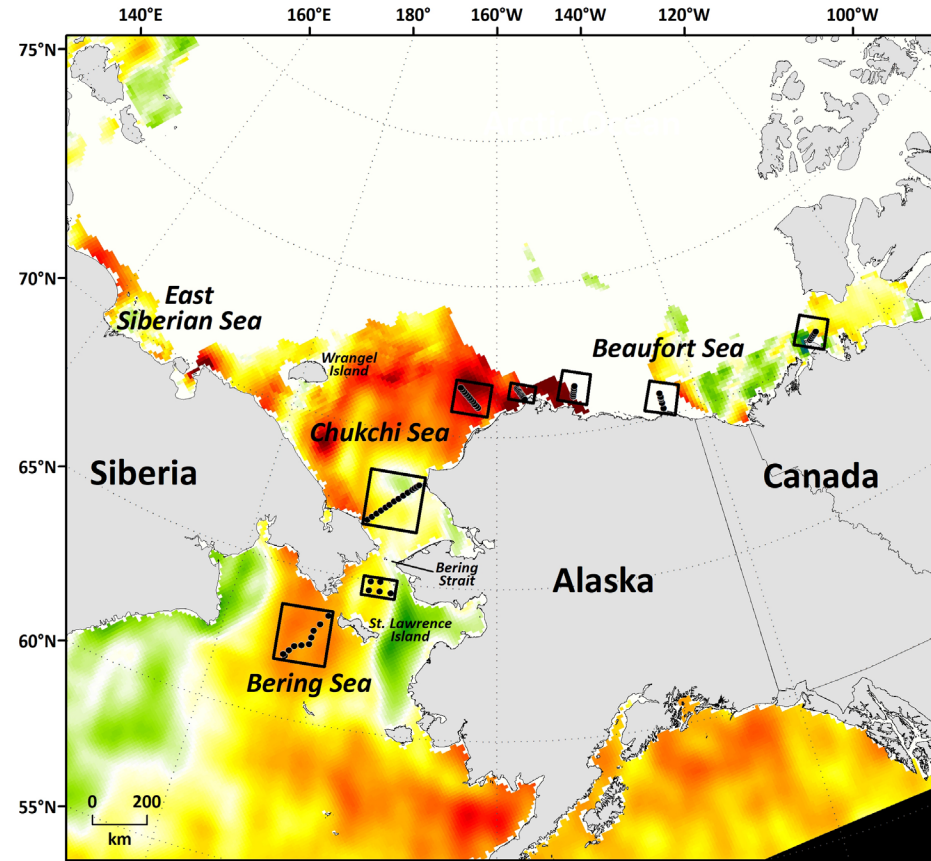 140°E 160°E 180° 160°W 140°W 120°W 100°W
75°N
70°N
East
Siberian Sea
Wrangel
Island
Beaufort Sea
Chukchi Sea
65°N
Siberia
Canada
Bering
Strait
Alaska
St. Lawrence
Island
60°N
Bering Sea
55°N
0 200
km